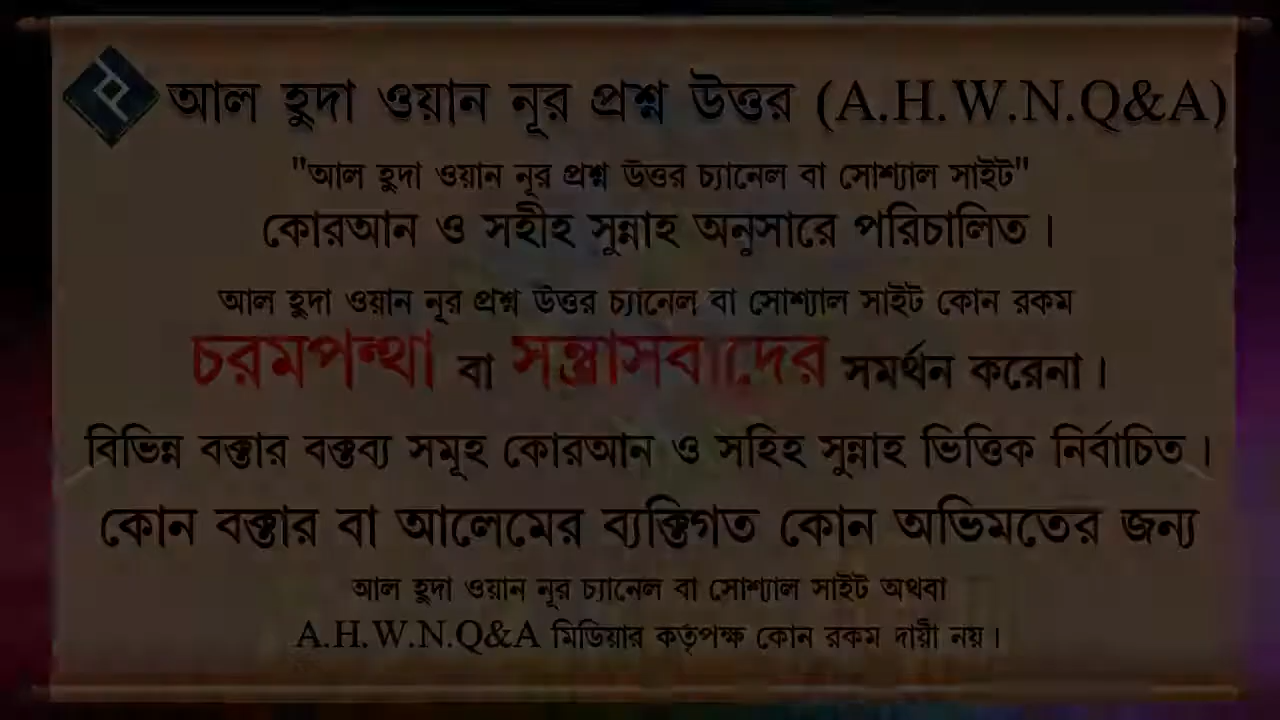 আল হুদা ওয়ান নূর প্রশ্ন উত্তর (A.H.W.N.Q&A)
"আল হুদা ওয়ান নূর প্রশ্ন উত্তর চ্যানেল বা সোশ্যাল সাইট"
কোরআন ও সহীহ সুন্নাহ অনুসারে পরিচালিত।
আল হুদা ওয়ান নূর প্রশ্ন উত্তর চ্যানেল বা সোশ্যাল সাইট কোন রকম
চরমপন্থা বা সন্ত্রাসবাদের সমর্থন করেনা।
বিভিন্ন বক্তার বক্তব্য সমূহ কোরআন ও সহিহ সুন্নাহ ভিত্তিক নির্বাচিত।
কোন বক্তার বা আলেমের ব্যক্তিগত কোন অভিমতের জন্য
আল হুদা ওয়ান নূর চ্যানেল বা সোশ্যাল সাইট অথবা
A.H.W.N.Q&A মিডিয়ার কর্তৃপক্ষ কোন রকম দায়ী নয়।